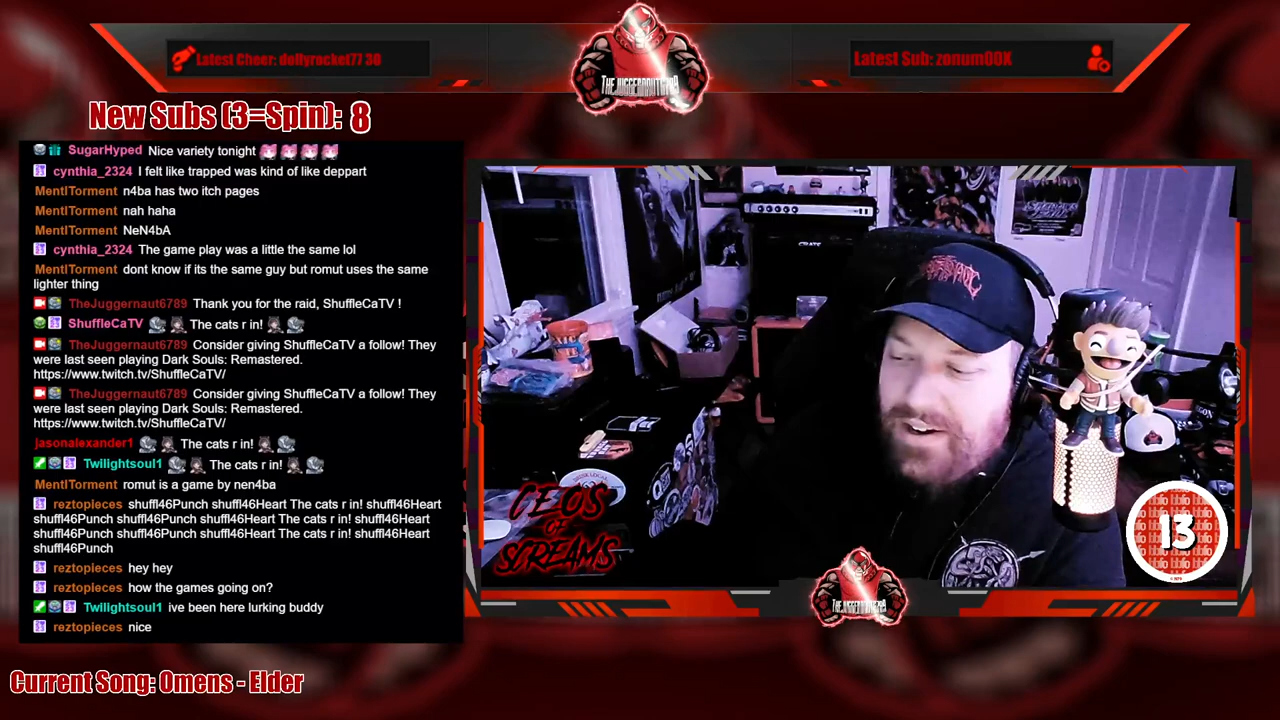 Latest Cheer: dollyrocket77 30
THEJUGGERNAUT6789
Latest Sub: zonum00X
New Subs (3=Spin): 8
SugarHyped Nice variety tonight
cynthia_2324 I felt like trapped was kind of like deppart
MentlTorment n4ba has two itch pages
MentlTorment nah haha
MentlTorment NeN4bA
cynthia_2324 The game play was a little the same lol
MentlTorment dont know if its the same guy but romut uses the same
lighter thing
TheJuggernaut6789 Thank you for the raid, ShuffleCaTV !
ShuffleCaTV The cats r in!
TheJuggernaut6789 Consider giving ShuffleCaTV a follow! They
were last seen playing Dark Souls: Remastered.
https://www.twitch.tv/ShuffleCaTV/
TheJuggernaut6789 Consider giving ShuffleCaTV a follow! They
were last seen playing Dark Souls: Remastered.
https://www.twitch.tv/ShuffleCaTV/
jasonalexander1 The cats r in!
Twilightsoul1 The cats r in!
MentlTorment romut is a game by nen4ba
reztopieces shuffl46Punch shuffl46Heart The cats r in! shuffl46Heart
shuffl46Punch shuffl46Punch shuffl46Heart The cats r in! shuffl46Heart
shuffl46Punch shuffl46Punch shuffl46Heart The cats r in! shuffl46Heart
shuffl46Punch
reztopieces hey hey
reztopieces how the games going on?
Twilightsoul1 ive been here lurking buddy
reztopieces nice
CRATE
CEOS
OF
SCREAMS
13
THEJUGGERNAUT6789
Current Song: Omens - Elder